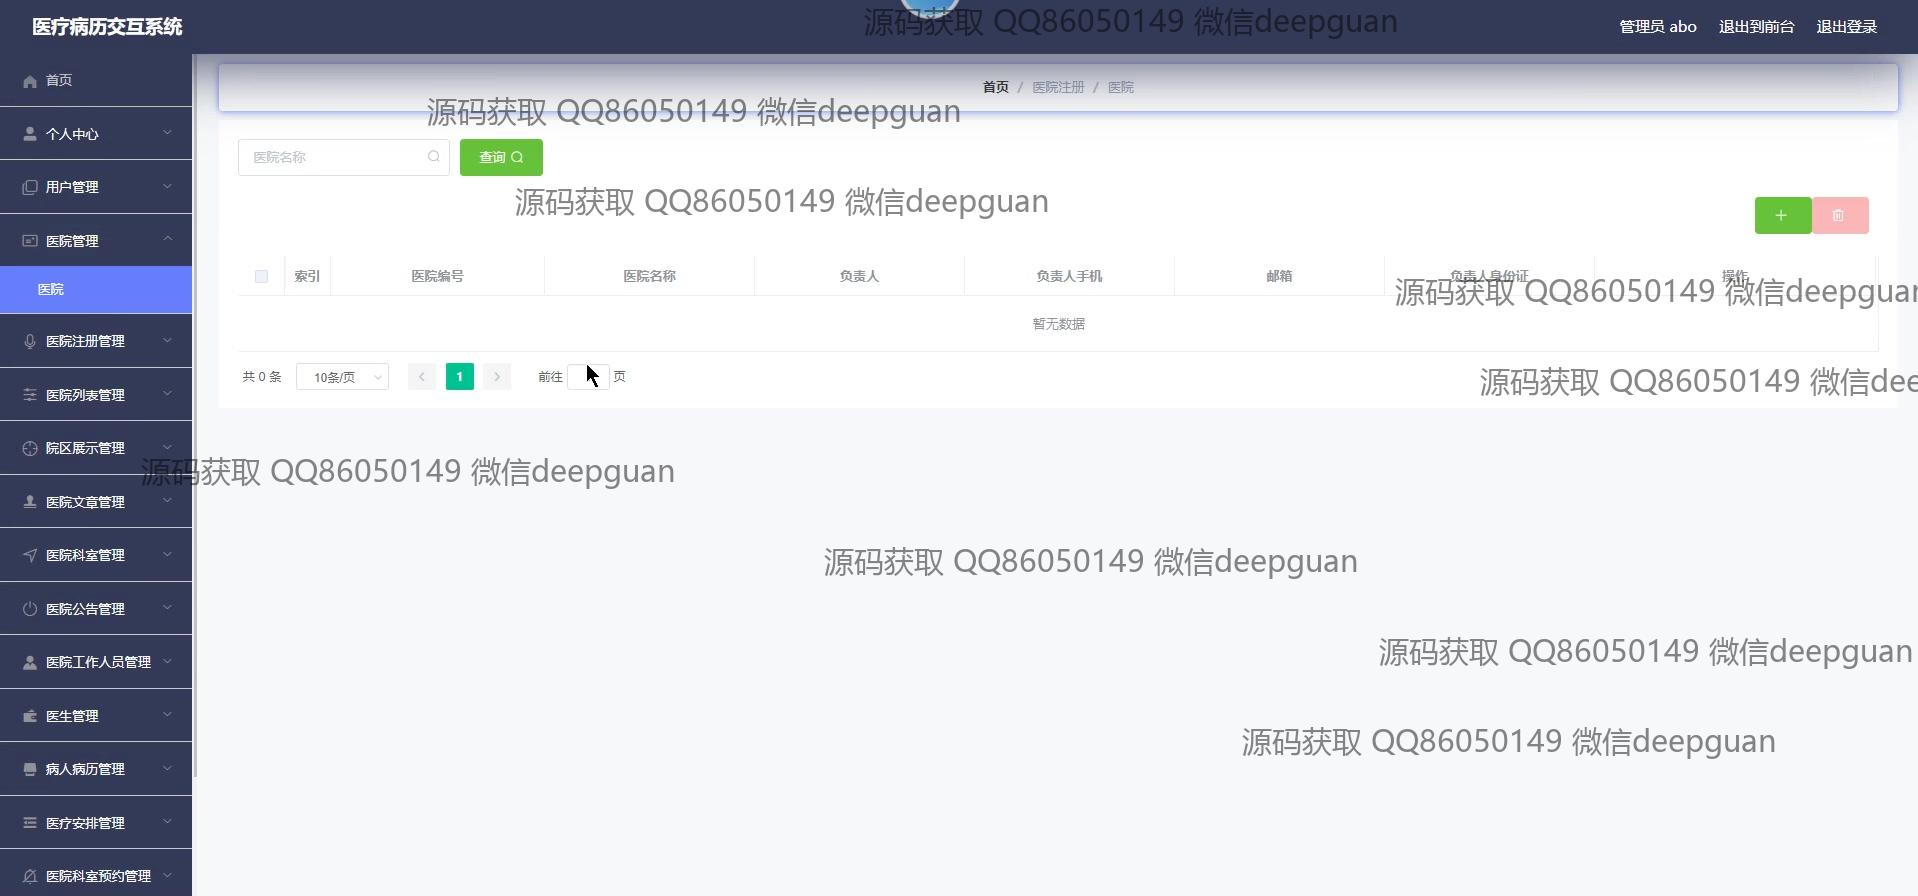 医疗病历交互系统
源码获取 QQ86050149 微信deepguan
管理员 abo 退出到前台 退出登录
首页
首页 / 医院注册 / 医院
源码获取 QQ86050149 微信deepguan
个人中心
医院名称 查询
用户管理
源码获取 QQ86050149 微信deepguan
医院管理
索引 医院编号 医院名称 负责人 负责人手机 邮箱 负责人身份证 操作
医院
源码获取 QQ86050149 微信deepguan
暂无数据
医院注册管理
共 0 条 10条/页 1 前往 页
源码获取 QQ86050149 微信dee
医院列表管理
院区展示管理
源码获取 QQ86050149 微信deepguan
医院文章管理
医院科室管理
源码获取 QQ86050149 微信deepguan
医院公告管理
医院工作人员管理
源码获取 QQ86050149 微信deepguan
医生管理
源码获取 QQ86050149 微信deepguan
病人病历管理
医疗安排管理
医院科室预约管理